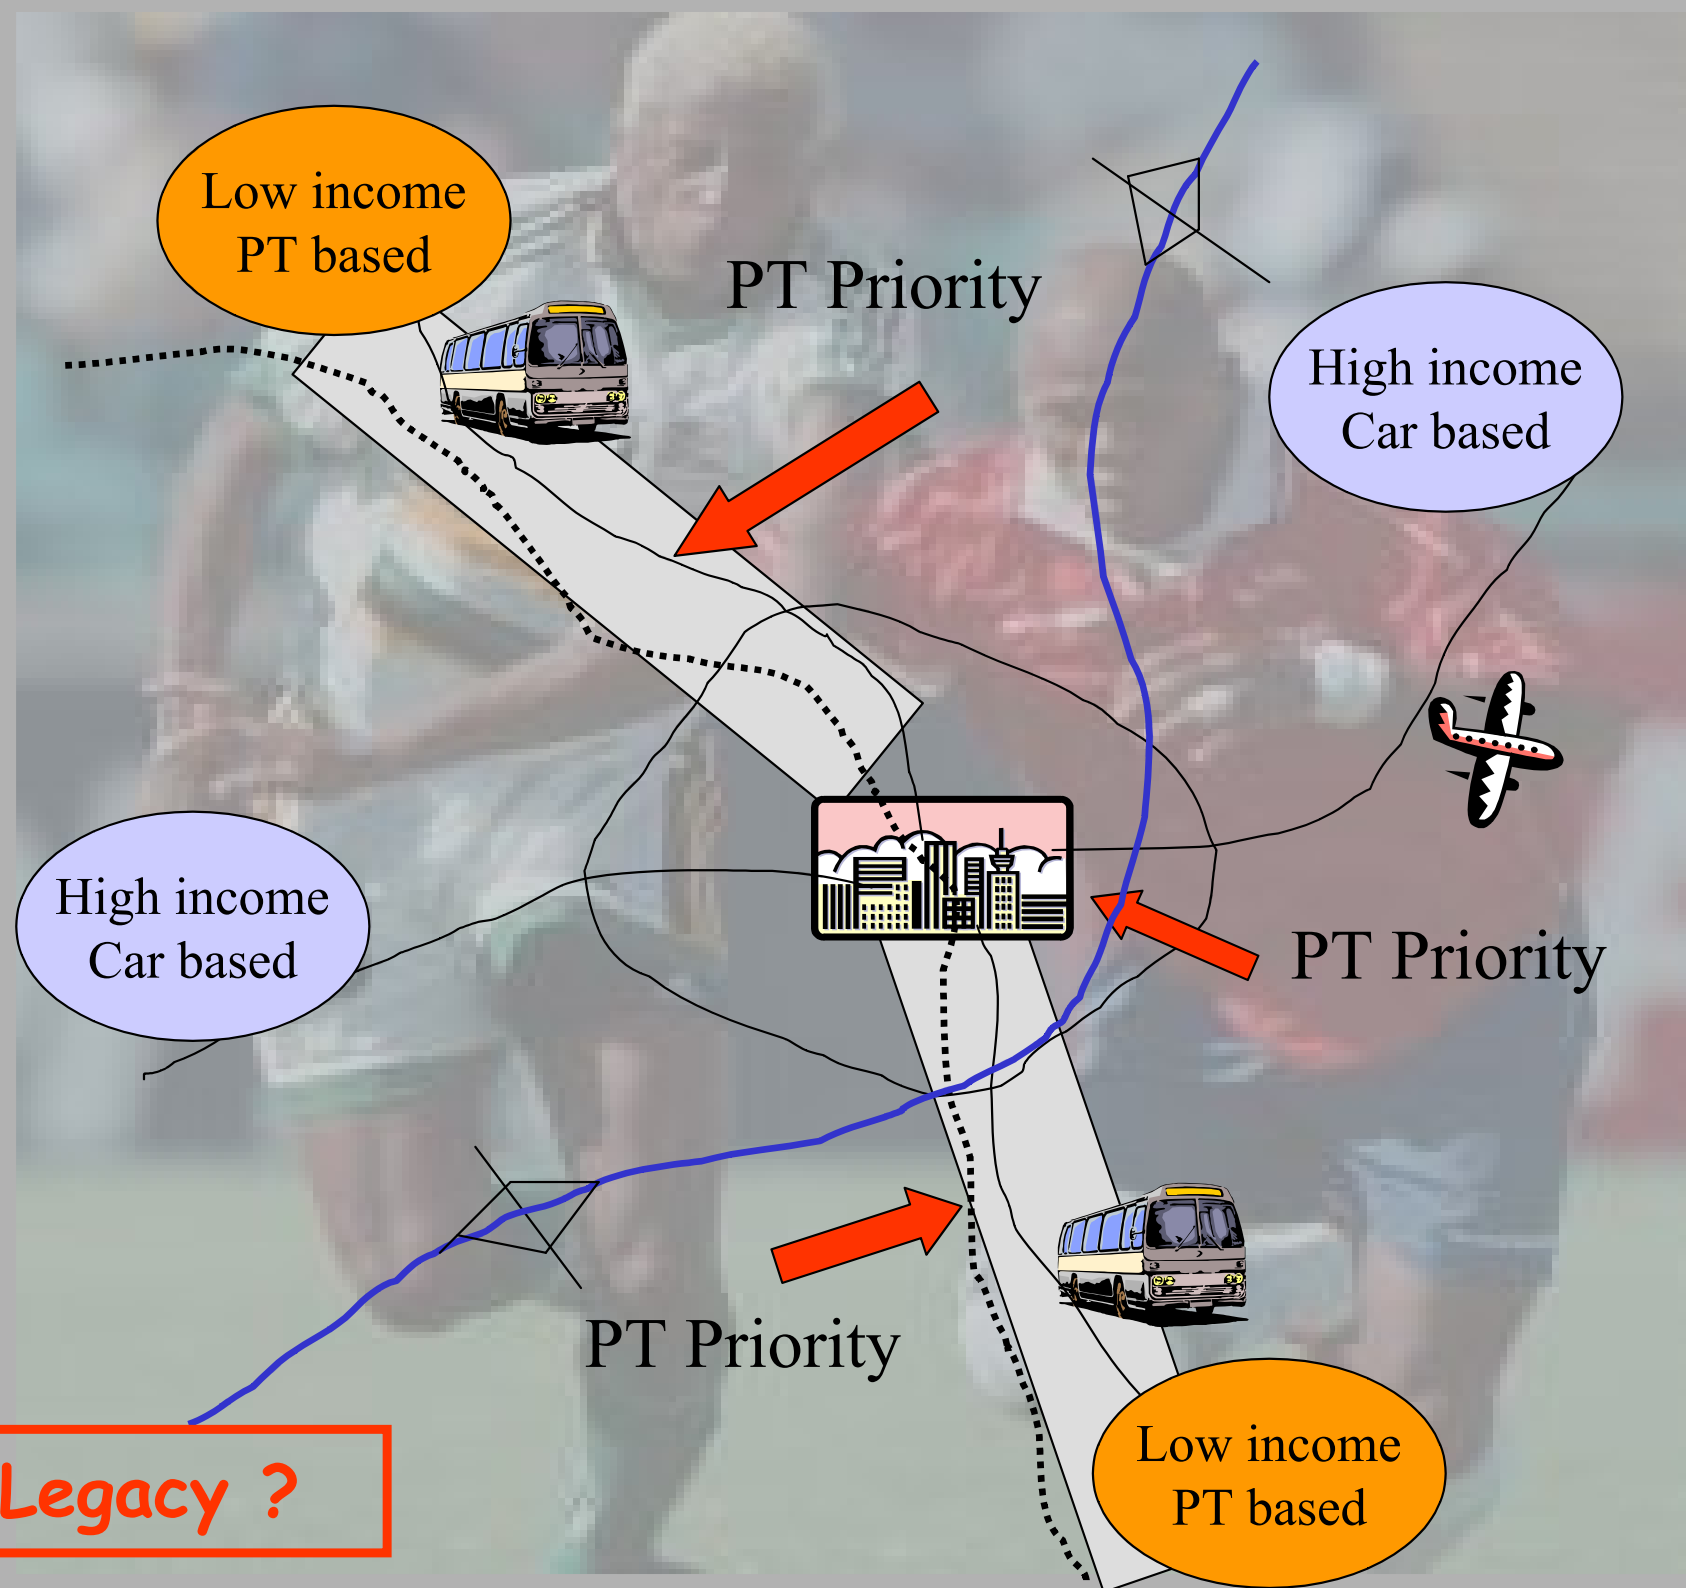 Low income
PT based
PT Priority
High income
Car based
High income
Car based
PT Priority
PT Priority
Low income
PT based
Legacy ?